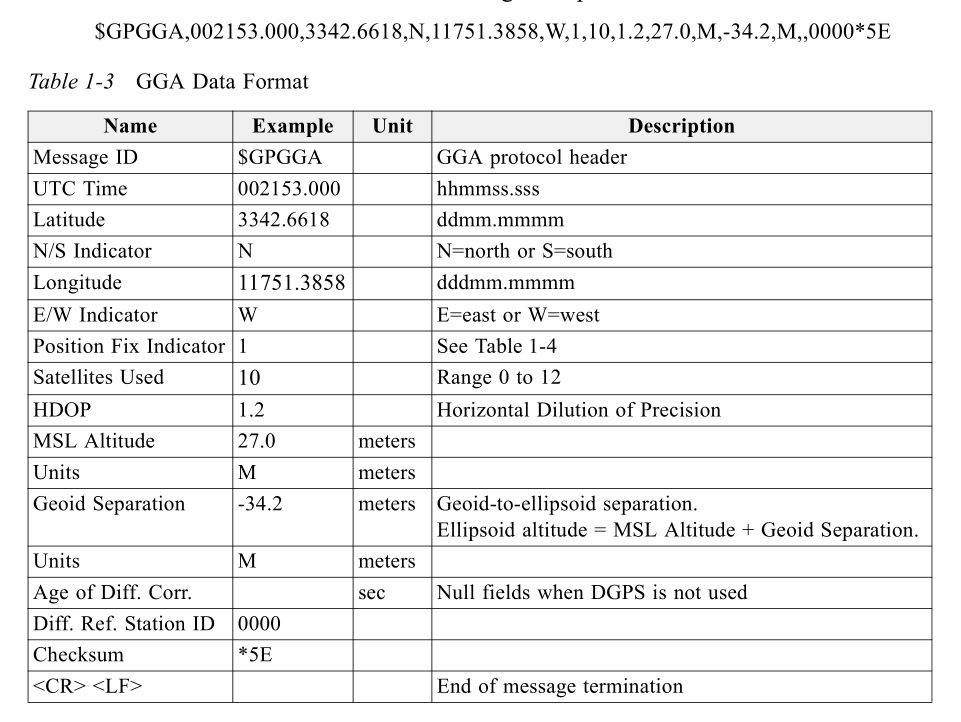 $GPGGA,002153.000,3342.6618,N,11751.3858,W,1,10,1.2,27.0,M,-34.2,M,,0000*5E
Table 1-3 GGA Data Format
Name Example Unit Description
Message ID $GPGGA GGA protocol header
UTC Time 002153.000 hhmmss.sss
Latitude 3342.6618 ddmm.mmmm
N/S Indicator N N=north or S=south
Longitude 11751.3858 dddmm.mmmm
E/W Indicator W E=east or W=west
Position Fix Indicator 1 See Table 1-4
Satellites Used 10 Range 0 to 12
HDOP 1.2 Horizontal Dilution of Precision
MSL Altitude 27.0 meters
Units M meters
Geoid Separation -34.2 meters Geoid-to-ellipsoid separation.
Ellipsoid altitude = MSL Altitude + Geoid Separation.
Units M meters
Age of Diff. Corr. sec Null fields when DGPS is not used
Diff. Ref. Station ID 0000
Checksum *5E
<CR> <LF> End of message termination